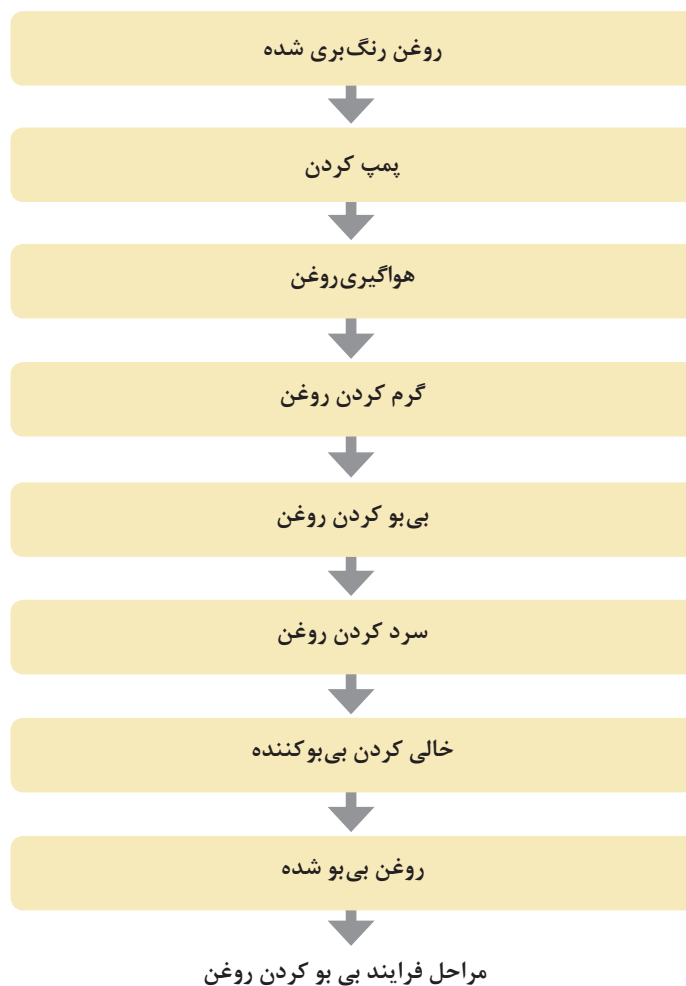 روغن رنگ‌بری شده
پمپ کردن
هواگیری‌روغن
گرم کردن روغن
بی‌بو کردن روغن
سرد کردن روغن
خالی کردن بی‌بوکننده
روغن بی‌بو شده
مراحل فرایند بی بو کردن روغن